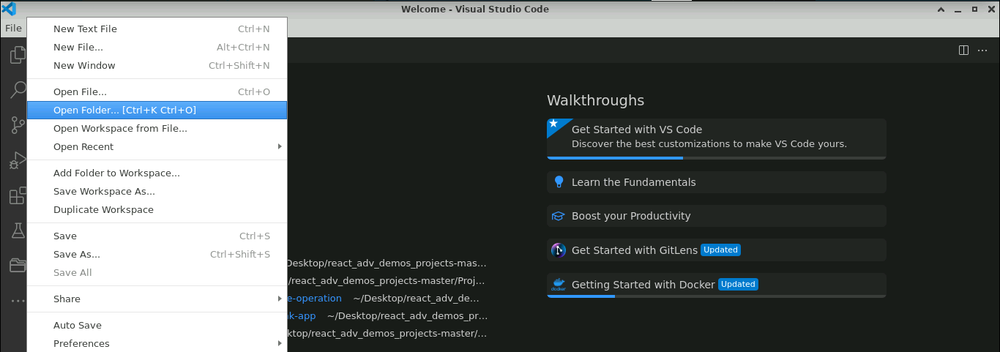 Welcome - Visual Studio Code
File
New Text File Ctrl+N
New File... Alt+Ctrl+N
New Window Ctrl+Shift+N
Open File... Ctrl+O
Open Folder... [Ctrl+K Ctrl+O]
Open Workspace from File...
Open Recent
Add Folder to Workspace...
Save Workspace As...
Duplicate Workspace
Save Ctrl+S
Save As... Ctrl+Shift+S
Save All
Share
Auto Save
Preferences
Desktop/react_adv_demos_projects-mas...
/react_adv_demos_projects-master/Proj...
e-operation ~/Desktop/react_adv_de...
k-app ~/Desktop/react_adv_demos_pr...
ktop/react_adv_demos_projects-master/...
Walkthroughs
Get Started with VS Code
Discover the best customizations to make VS Code yours.
Learn the Fundamentals
Boost your Productivity
Get Started with GitLens Updated
docker
Getting Started with Docker Updated